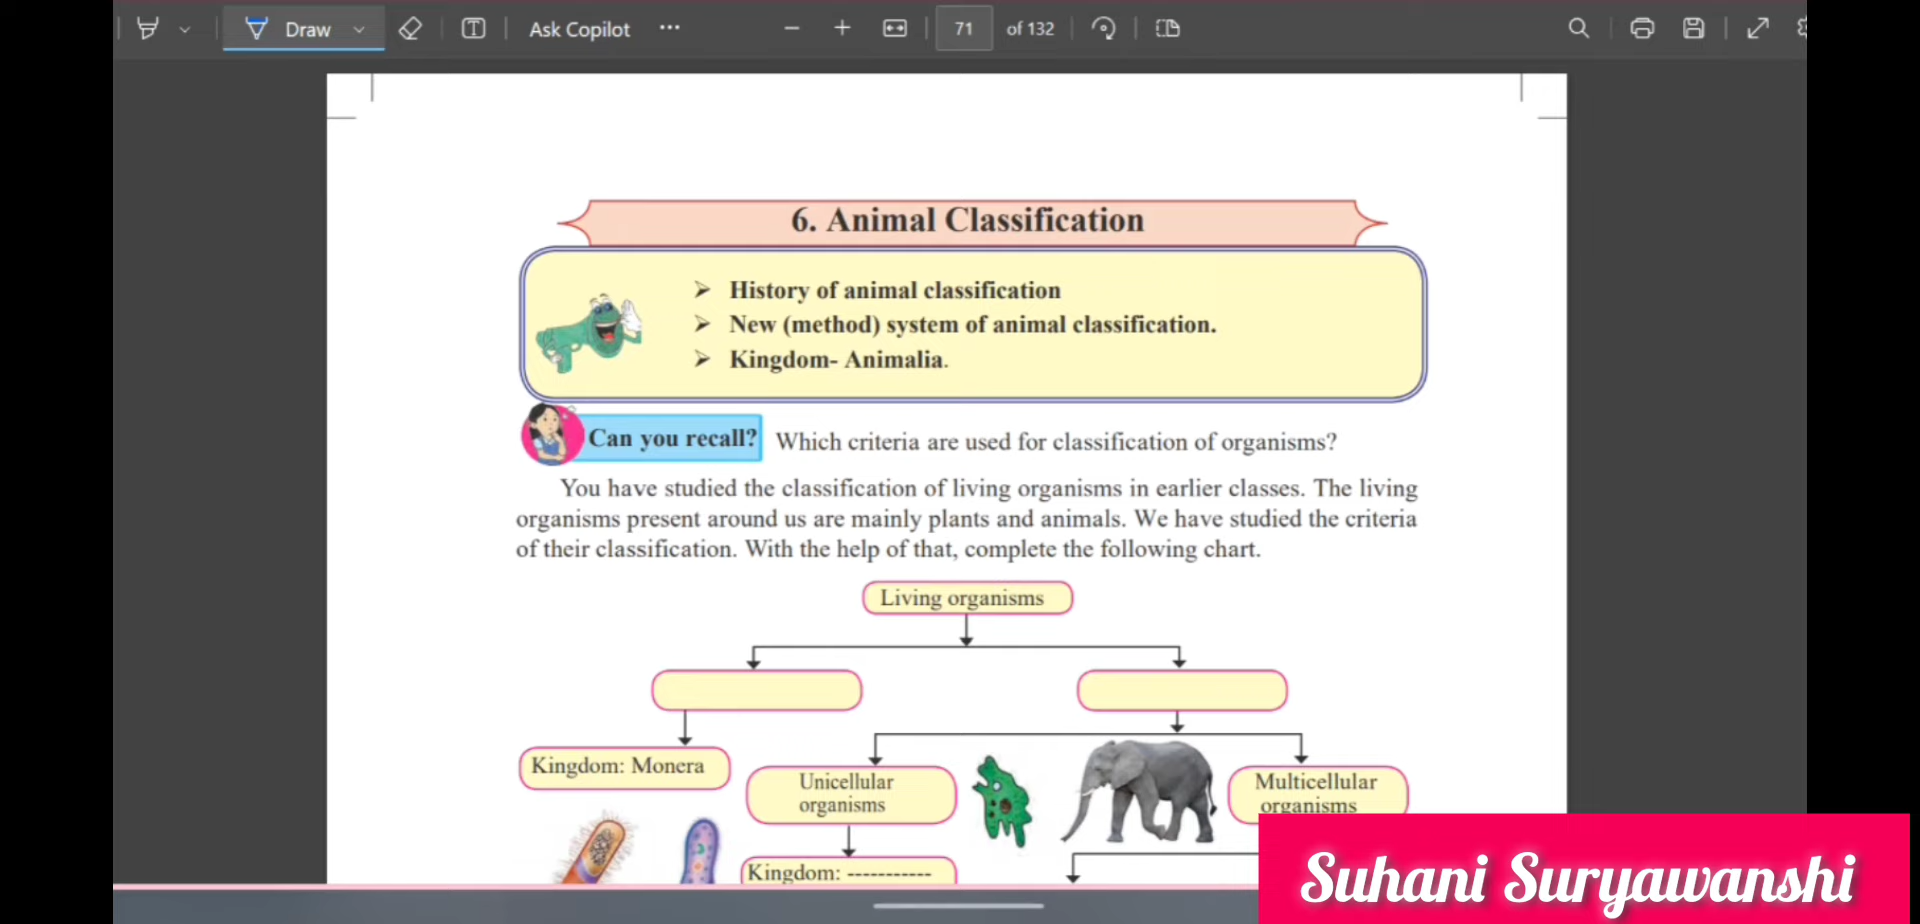 Draw
Ask Copilot
71 of 132
6. Animal Classification
➢ History of animal classification
➢ New (method) system of animal classification.
➢ Kingdom- Animalia.
Can you recall? Which criteria are used for classification of organisms?
You have studied the classification of living organisms in earlier classes. The living
organisms present around us are mainly plants and animals. We have studied the criteria
of their classification. With the help of that, complete the following chart.
Living organisms
Kingdom: Monera
Unicellular
organisms
Multicellular
organisms
Kingdom: -----------
Suhani Suryawanshi